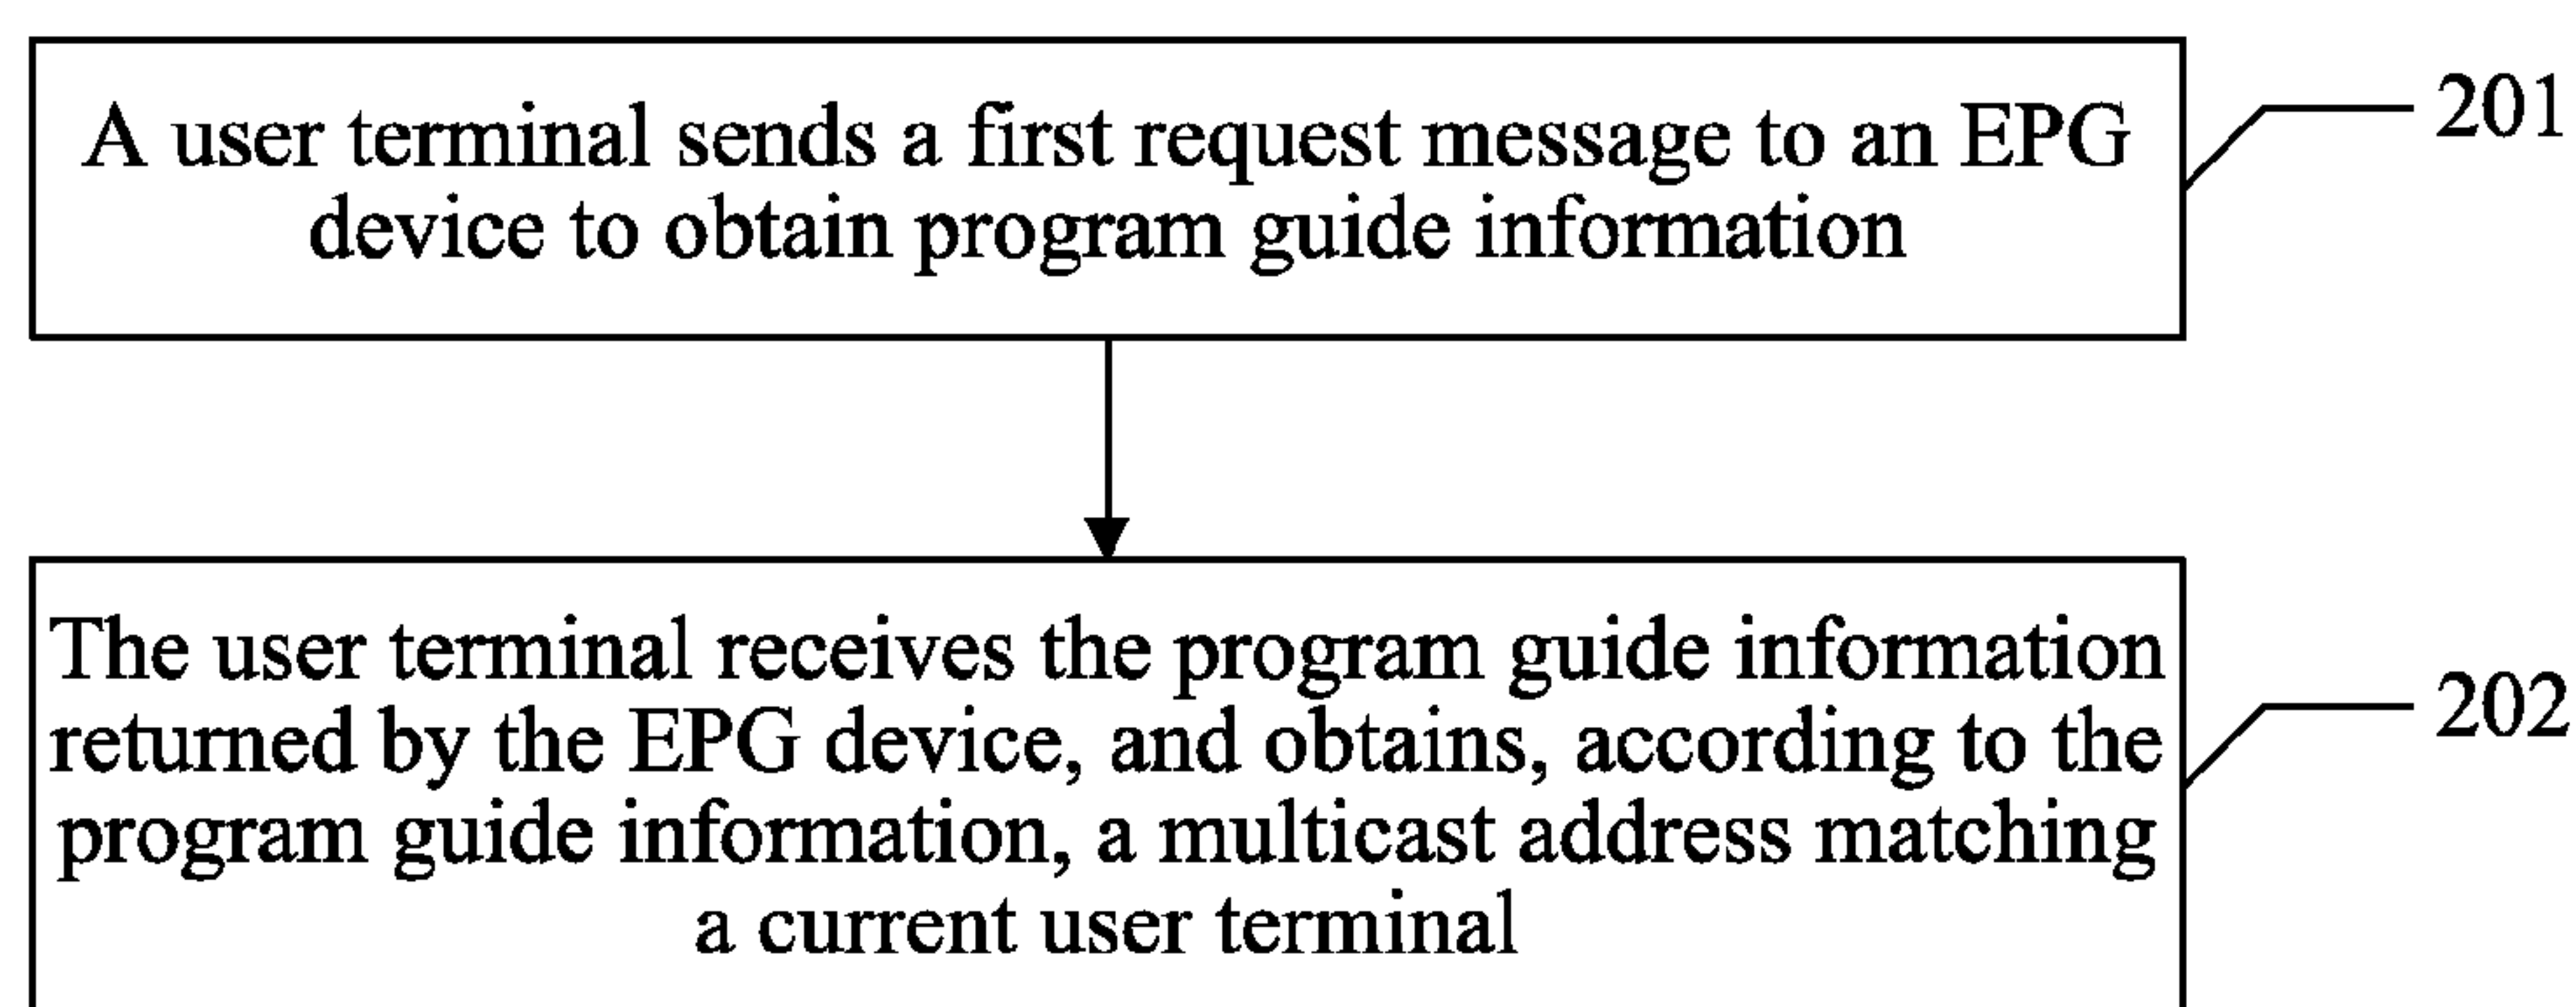 A user terminal sends a first request message to an EPG
device to obtain program guide information
201
The user terminal receives the program guide information
returned by the EPG device, and obtains, according to the
program guide information, a multicast address matching
a current user terminal
202